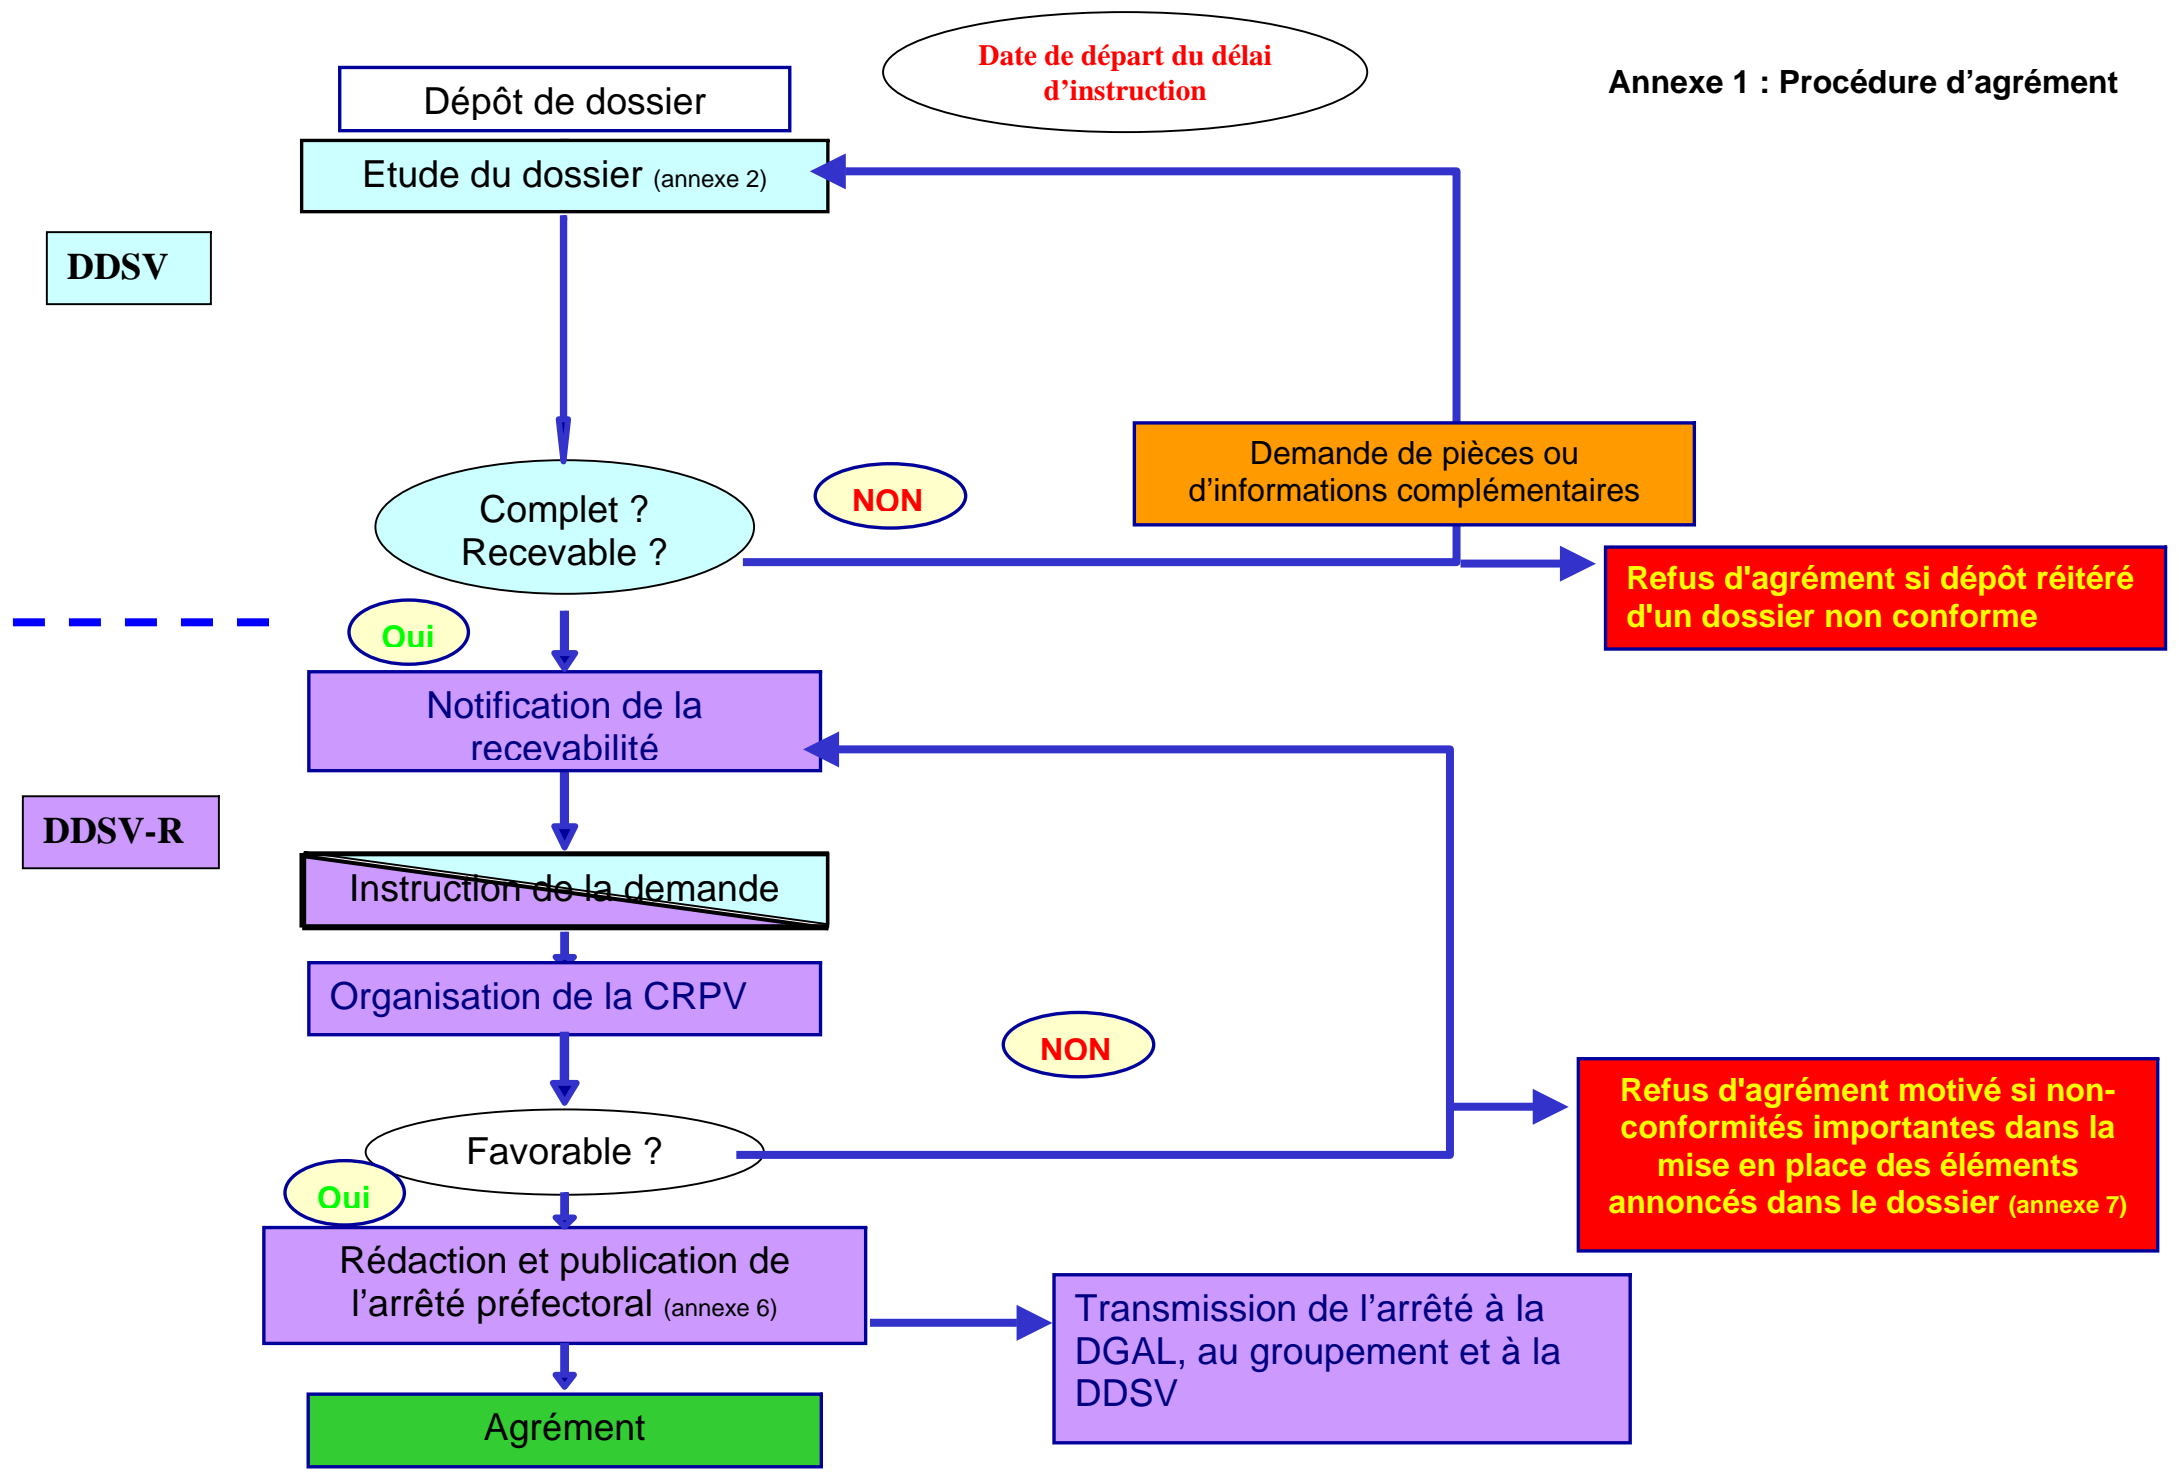 Date de départ du délai
d’instruction
Annexe 1 : Procédure d’agrément
Dépôt de dossier
Etude du dossier (annexe 2)
DDSV
Demande de pièces ou
d’informations complémentaires
NON
Complet ?
Recevable ?
Refus d'agrément si dépôt réitéré
d'un dossier non conforme
Oui
Notification de la
recevabilité
DDSV-R
Instruction de la demande
Organisation de la CRPV
NON
Refus d'agrément motivé si non-
conformités importantes dans la
mise en place des éléments
annoncés dans le dossier (annexe 7)
Favorable ?
Oui
Rédaction et publication de
l’arrêté préfectoral (annexe 6)
Transmission de l’arrêté à la
DGAL, au groupement et à la
DDSV
Agrément